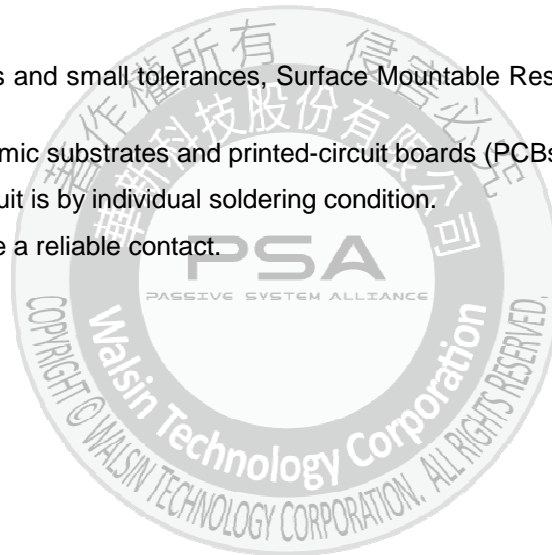 s and small tolerances, Surface Mountable Res
mic substrates and printed-circuit boards (PCBs
uit is by individual soldering condition.
e a reliable contact.
著作權所有 侵害必究
華新科技股份有限公司
PSA
PASSIVE SYSTEM ALLIANCE
Walsin Technology Corporation
COPYRIGHT © WALSIN TECHNOLOGY CORPORATION. ALL RIGHTS RESERVED.